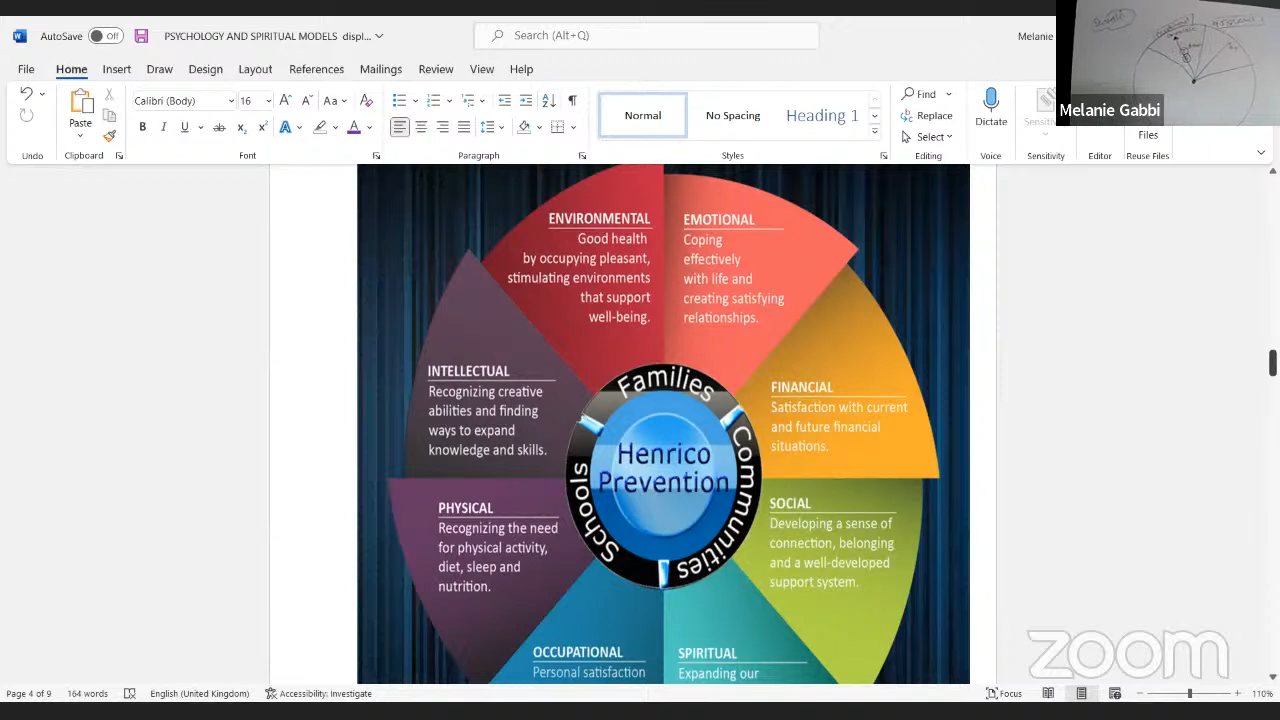 AutoSave Off PSYCHOLOGY AND SPIRITUAL MODELS displ... Search (Alt+Q) Melanie
Melanie Gabbi
File Home Insert Draw Design Layout References Mailings Review View Help
Calibri (Body) 16 Aa
Paste
Normal No Spacing Heading 1
Find
Replace
Select
Dictate Sensitivity Files
Undo Clipboard Font Paragraph Styles Editing Voice Sensitivity Editor Reuse Files
ENVIRONMENTAL
Good health
by occupying pleasant,
stimulating environments
that support
well-being.
EMOTIONAL
Coping
effectively
with life and
creating satisfying
relationships.
INTELLECTUAL
Recognizing creative
abilities and finding
ways to expand
knowledge and skills.
FINANCIAL
Satisfaction with current
and future financial
situations.
Families
Communities
Schools
Henrico
Prevention
PHYSICAL
Recognizing the need
for physical activity,
diet, sleep and
nutrition.
SOCIAL
Developing a sense of
connection, belonging
and a well-developed
support system.
OCCUPATIONAL
Personal satisfaction
SPIRITUAL
Expanding our
zoom
Page 4 of 9 164 words English (United Kingdom) Accessibility: Investigate Focus 110%